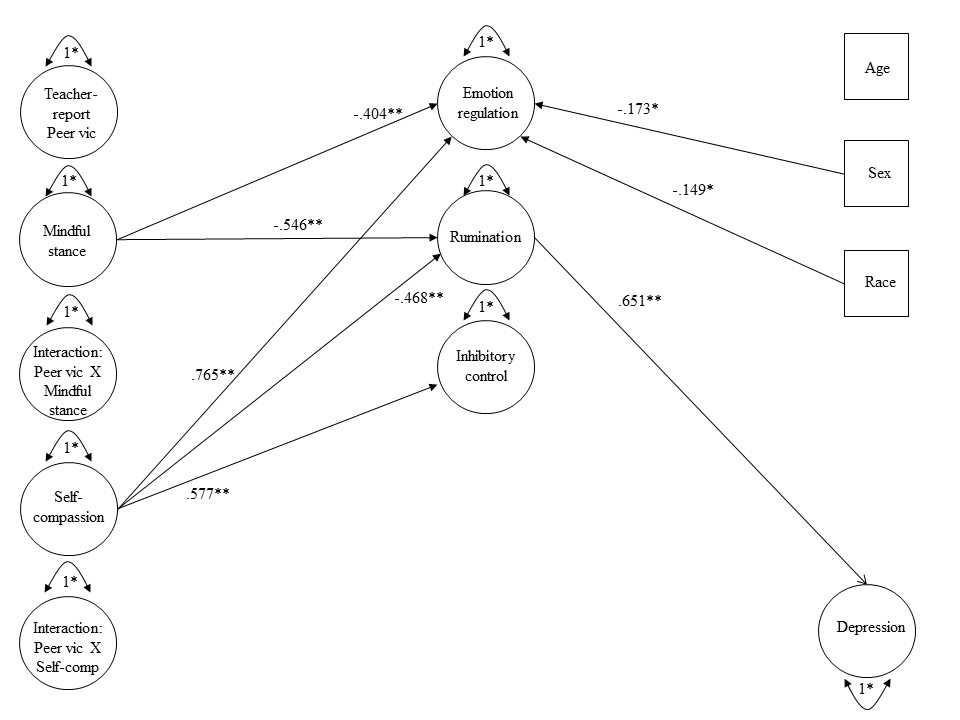 1*
Teacher-
report
Peer vic
1*
Mindful
stance
1*
Interaction:
Peer vic X
Mindful
stance
1*
Self-
compassion
1*
Interaction:
Peer vic X
Self-comp
-.404**
-.546**
-.468**
.765**
.577**
1*
Emotion
regulation
1*
Rumination
1*
Inhibitory
control
-.173*
-.149*
.651**
Age
Sex
Race
Depression
1*